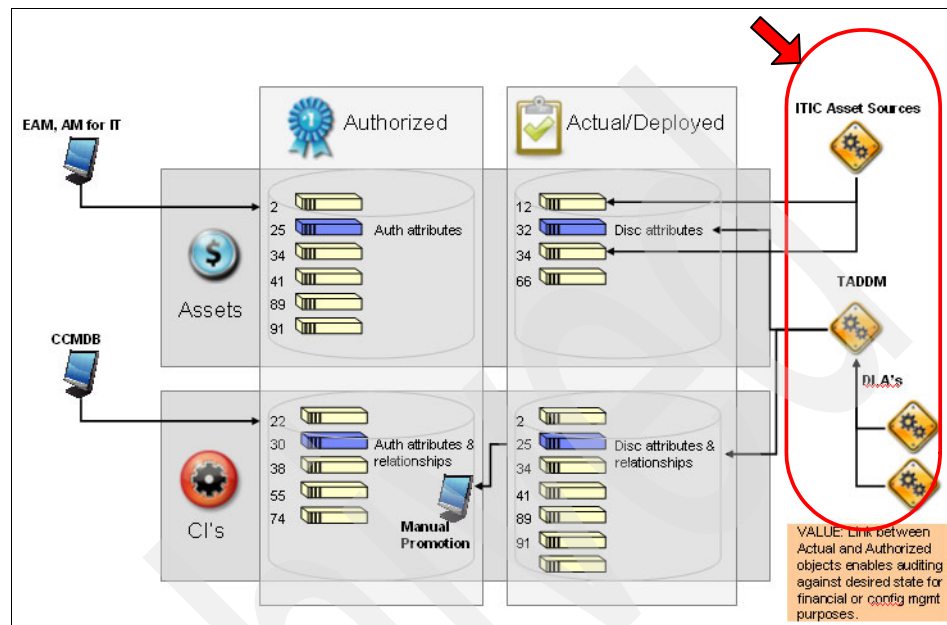 #1
Authorized
Actual/Deployed
ITIC Asset Sources
EAM, AM for IT
2
25
34
41
89
91
Auth attributes
12
32
34
66
Disc attributes
$
Assets
TADDM
CCMDB
DLA's
22
30
38
55
74
Auth attributes &
relationships
Manual
Promotion
2
25
34
41
89
91
Disc attributes &
relationships
CI's
VALUE: Link between
Actual and Authorized
objects enables auditing
against desired state for
financial or config mgmt
purposes.